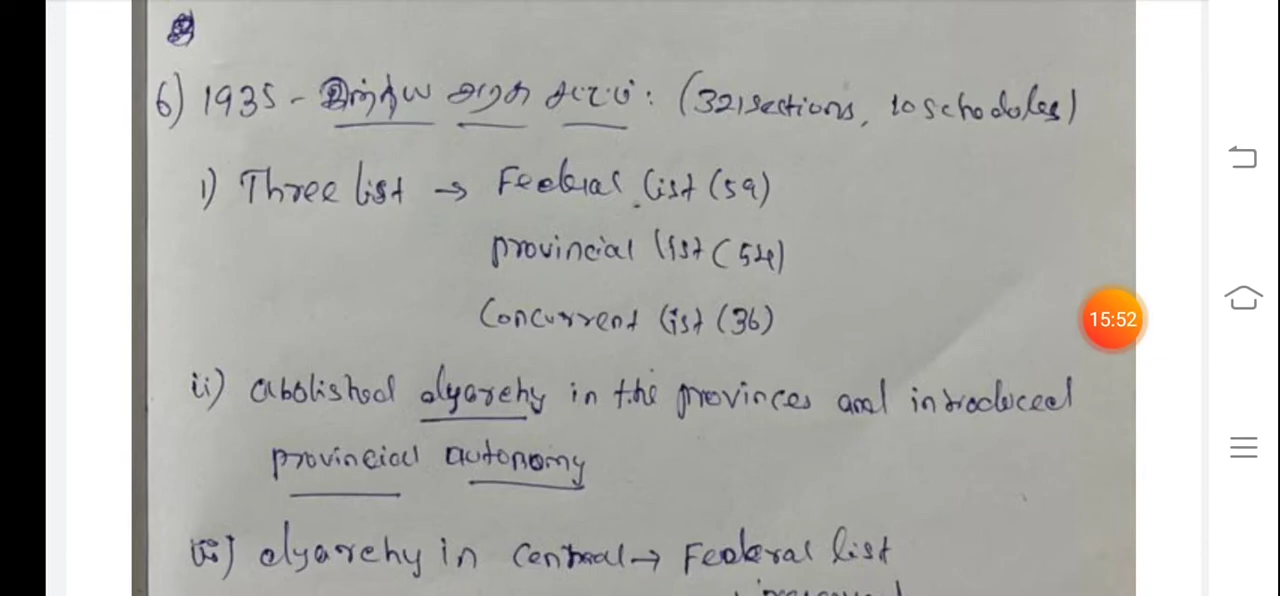 6) 1935 - இந்திய அரசு சட்டம் : (321 sections, 10 schedules)
i) Three list → Federal list (59)
provincial list (54)
Concurrent list (36)
15:52
ii) abolished dyarchy in the provinces and introduced
provincial autonomy
iii) dyarchy in central → Federal list